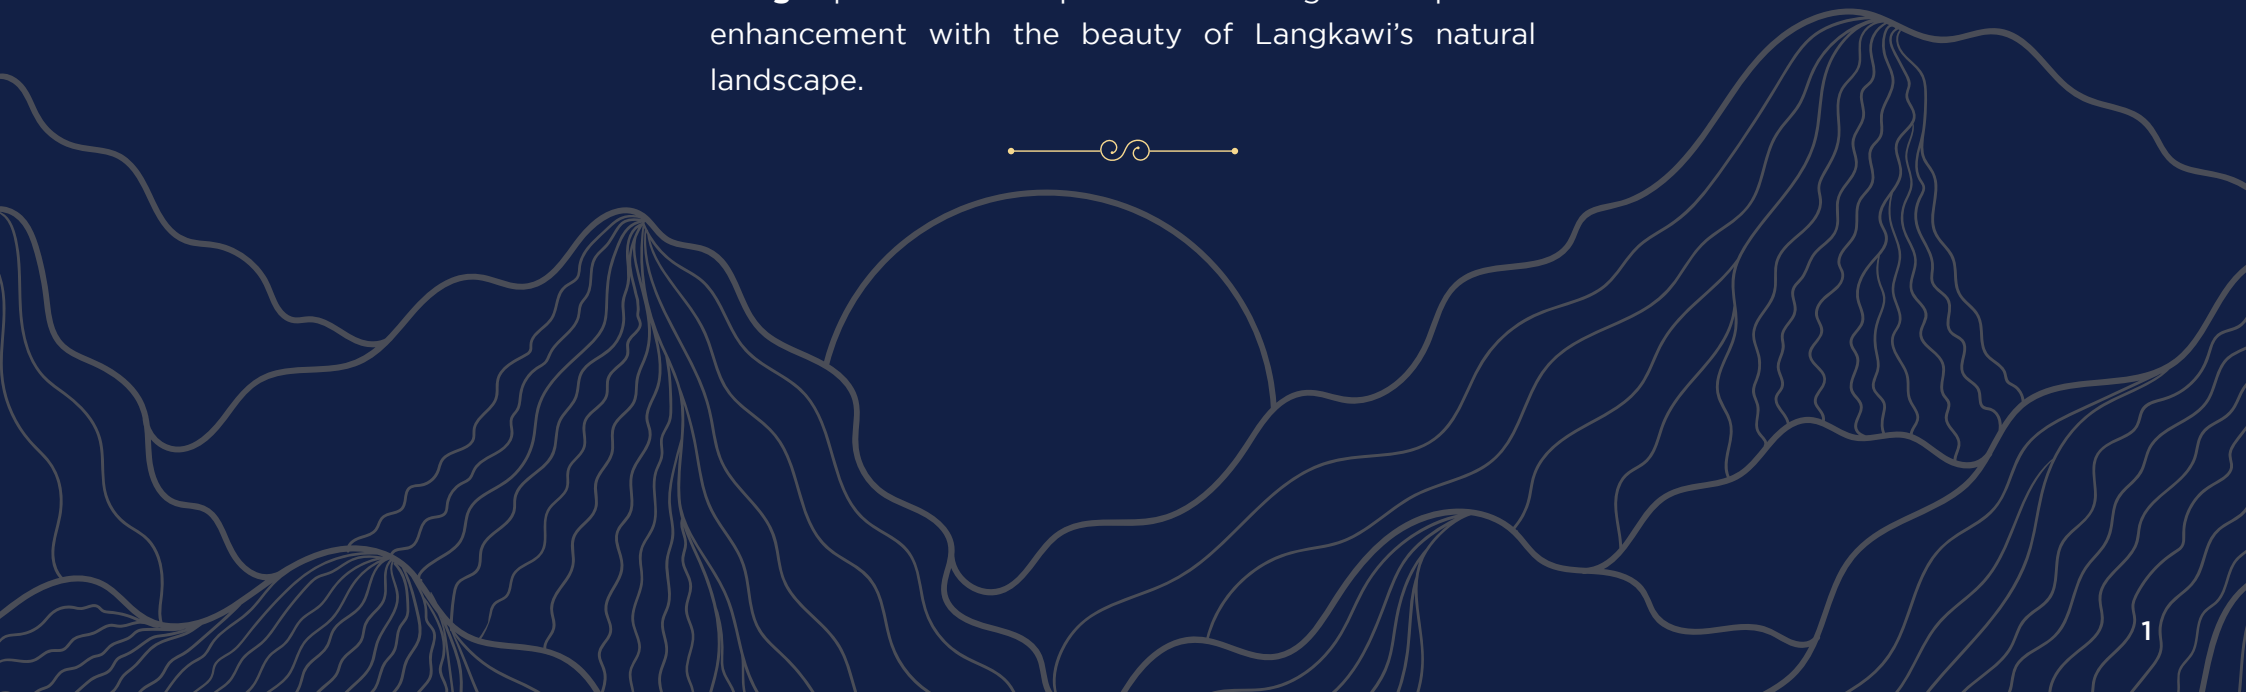 enhancement with the beauty of Langkawi’s natural
landscape.
1